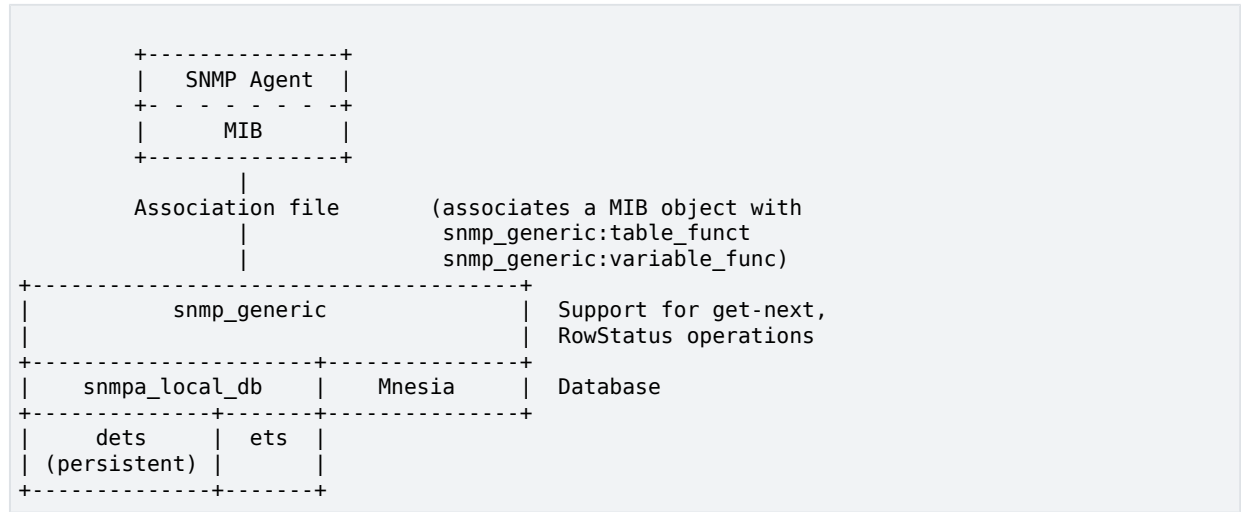 +---------------+
|   SNMP Agent  |
+- - - - - - - -+
|      MIB      |
+---------------+
|
Association file       (associates a MIB object with
|               snmp_generic:table_funct
|               snmp_generic:variable_func)
+--------------------------------------+
|           snmp_generic               |  Support for get-next,
|                                      |  RowStatus operations
+----------------------+---------------+
|    snmpa_local_db    |    Mnesia     |  Database
+--------------+-------+---------------+
|     dets     |  ets  |
| (persistent) |       |
+--------------+-------+